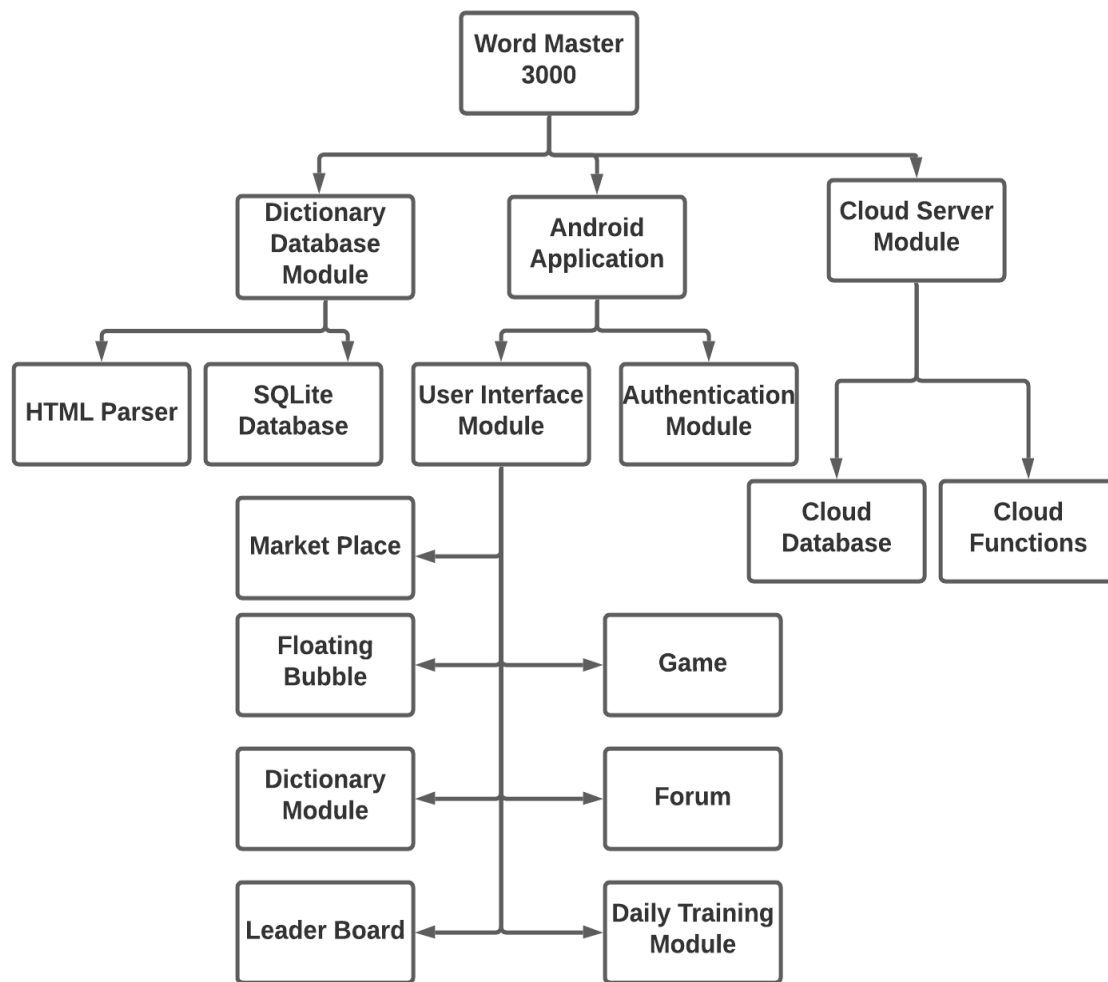 Word Master
3000
Dictionary
Database
Module
Android
Application
Cloud Server
Module
HTML Parser
SQLite
Database
User Interface
Module
Authentication
Module
Cloud
Database
Cloud
Functions
Market Place
Floating
Bubble
Game
Dictionary
Module
Forum
Leader Board
Daily Training
Module